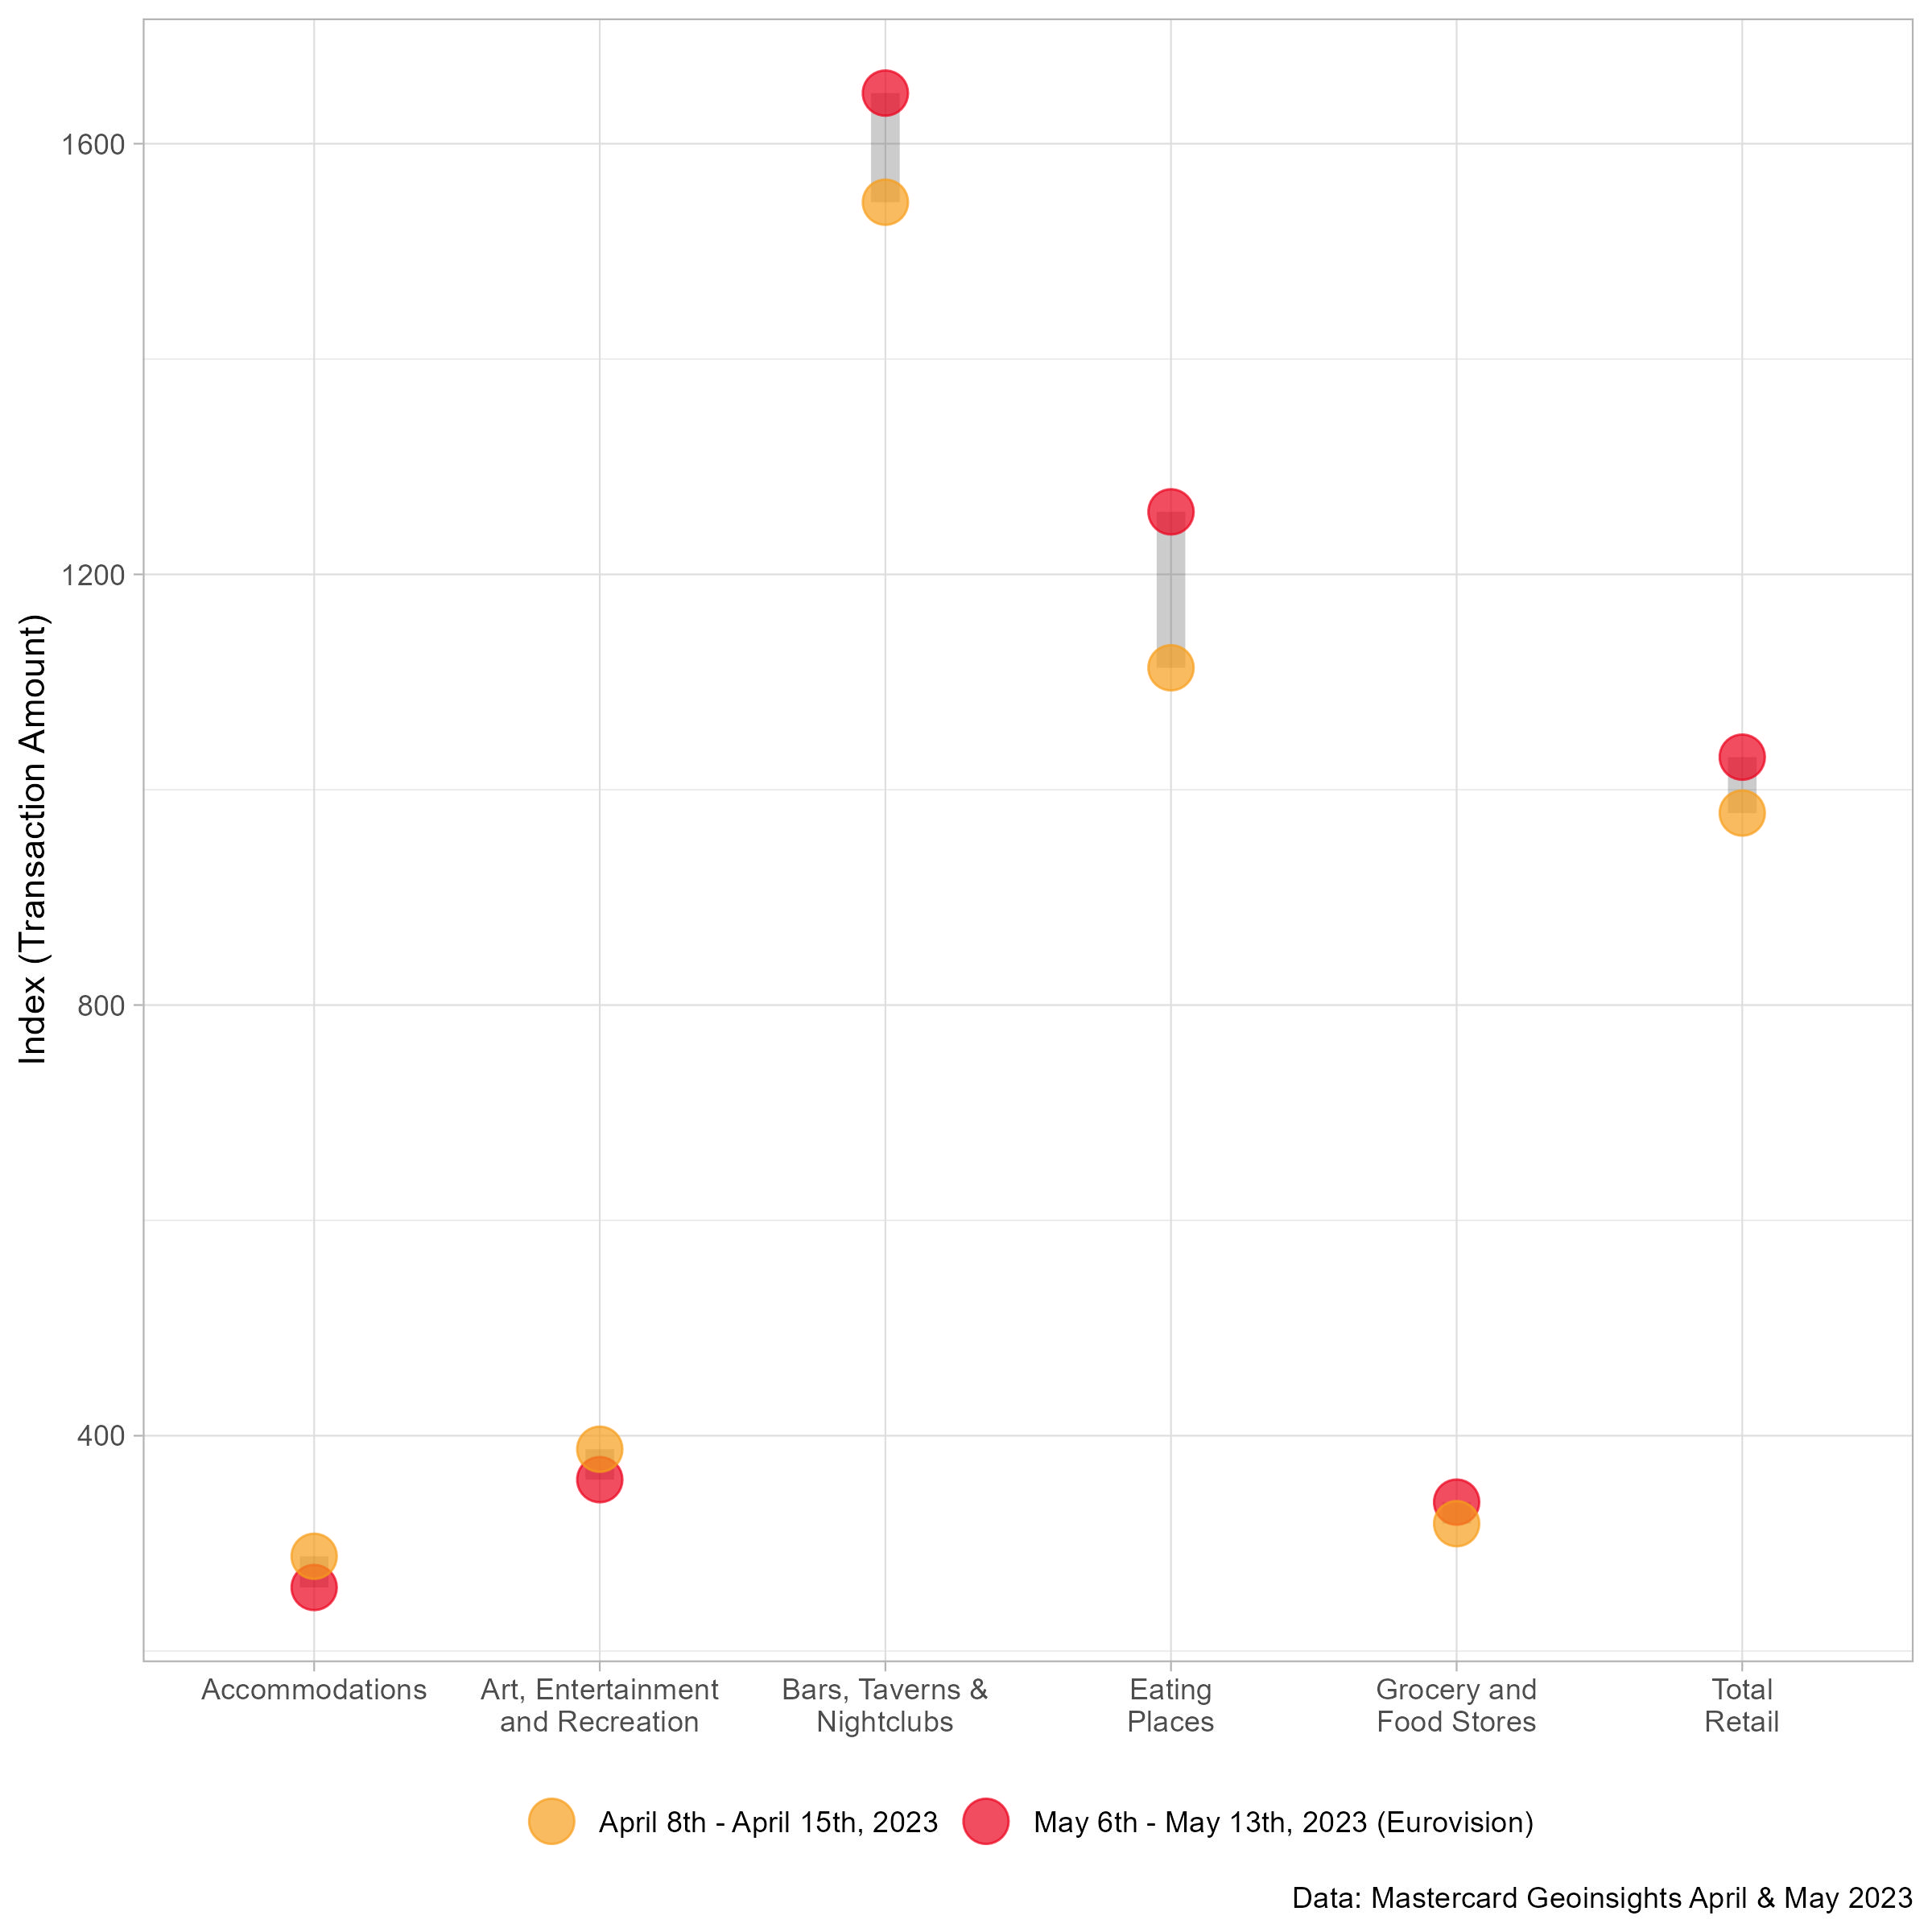 Index (Transaction Amount)
1600
1200
800
400
Accommodations
Art, Entertainment
and Recreation
Bars, Taverns &
Nightclubs
Eating
Places
Grocery and
Food Stores
Total
Retail
April 8th - April 15th, 2023
May 6th - May 13th, 2023 (Eurovision)
Data: Mastercard Geoinsights April & May 2023